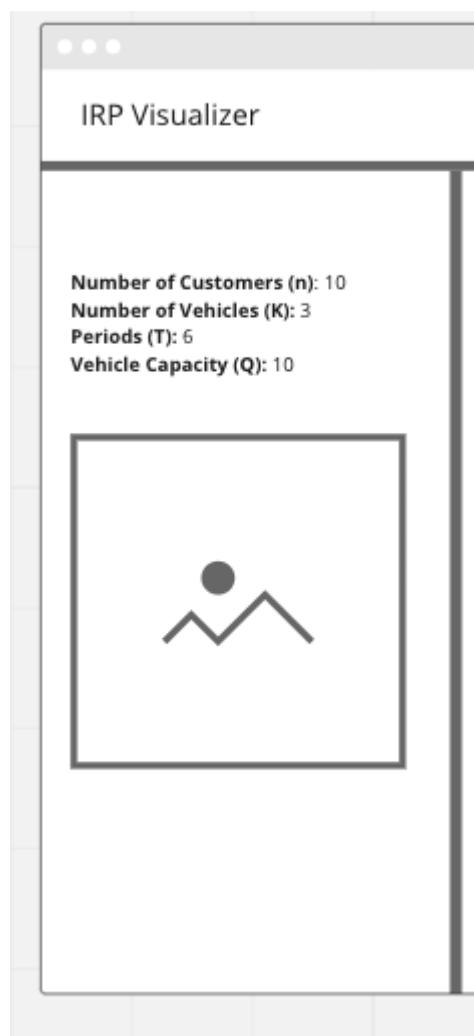 IRP Visualizer
Number of Customers (n): 10
Number of Vehicles (K): 3
Periods (T): 6
Vehicle Capacity (Q): 10